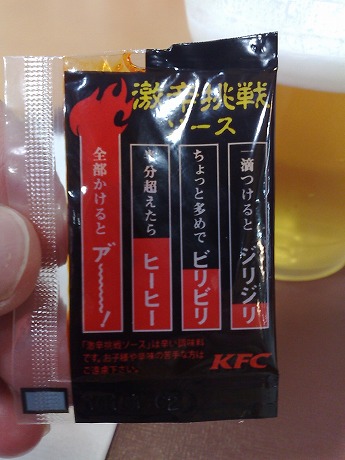 激辛挑戦
ソース
一滴つけると
ジリジリ
ちょっと多めで
ビリビリ
半分超えたら
ヒーヒー
全部かけると
ア゛〜〜〜!
「激辛挑戦ソース」は辛い調味料
です。お子様や辛味の苦手な方は
ご遠慮下さい。
KFC